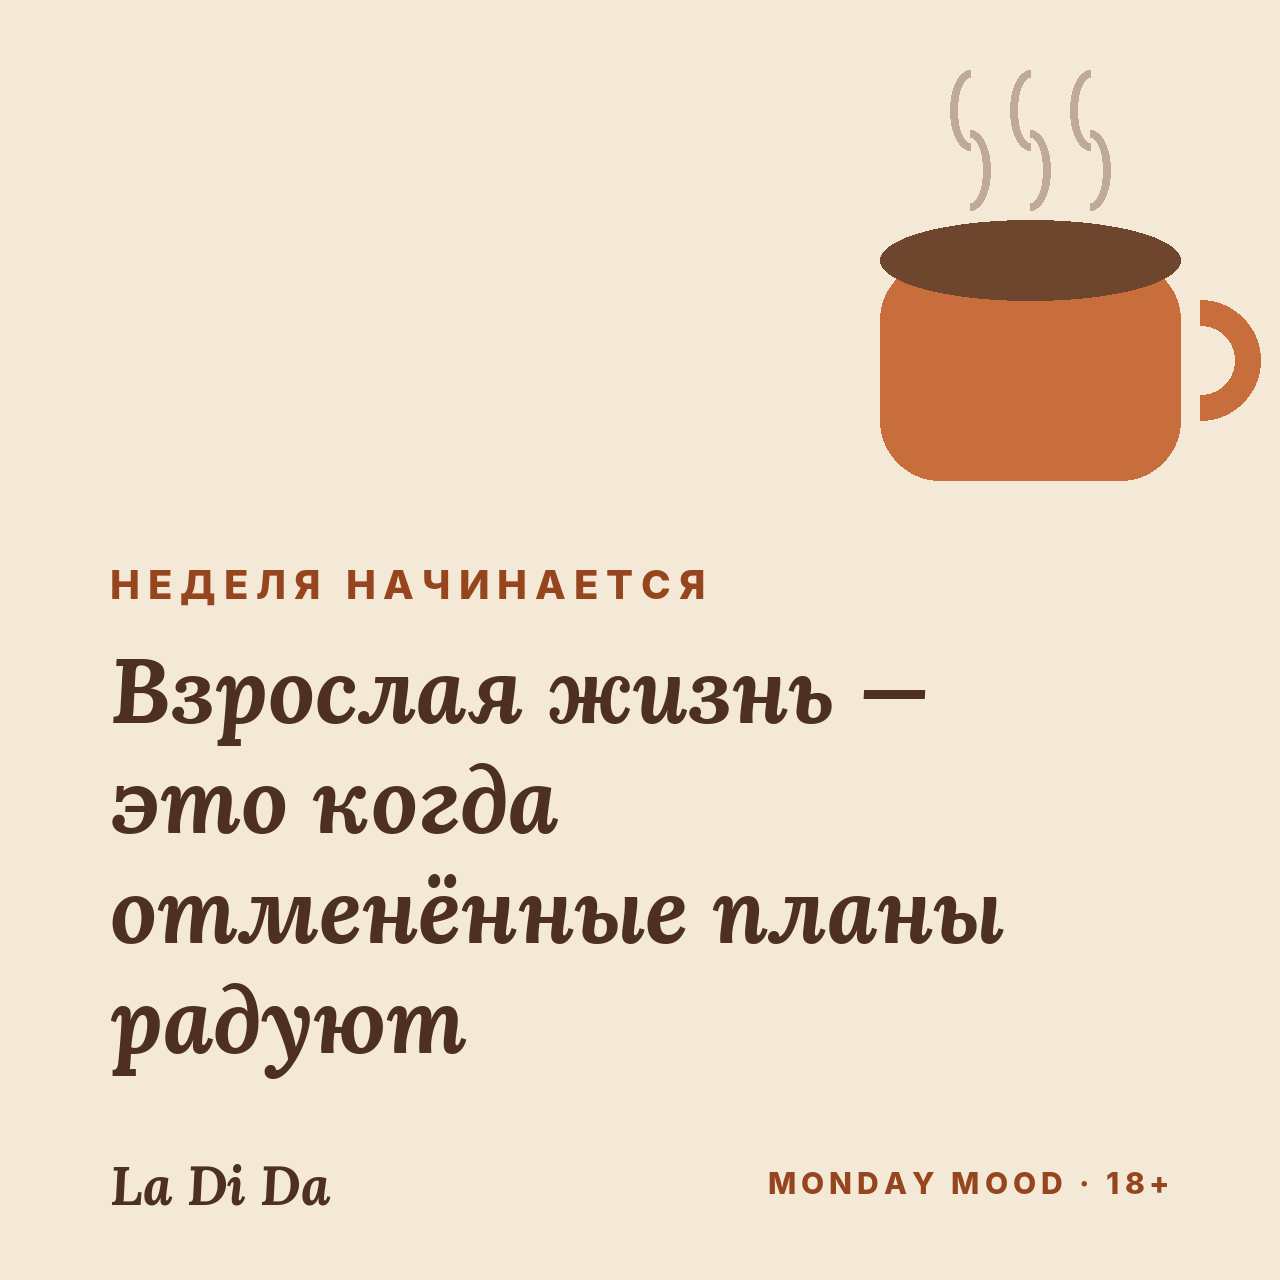 НЕДЕЛЯ НАЧИНАЕТСЯ
Взрослая жизнь —
это когда
отменённые планы
радуют
La Di Da
MONDAY MOOD · 18+